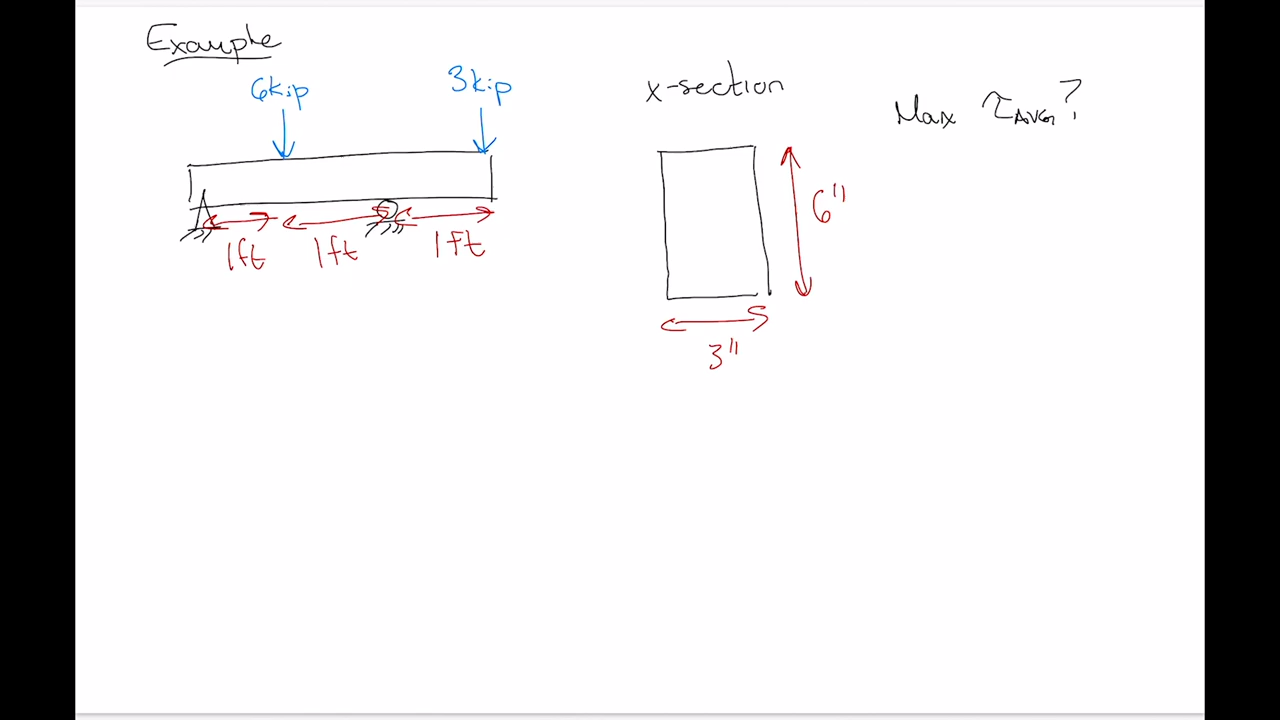 Example
6kip
3kip
1ft
1ft
1ft
x-section
6"
3"
Max τAVG?